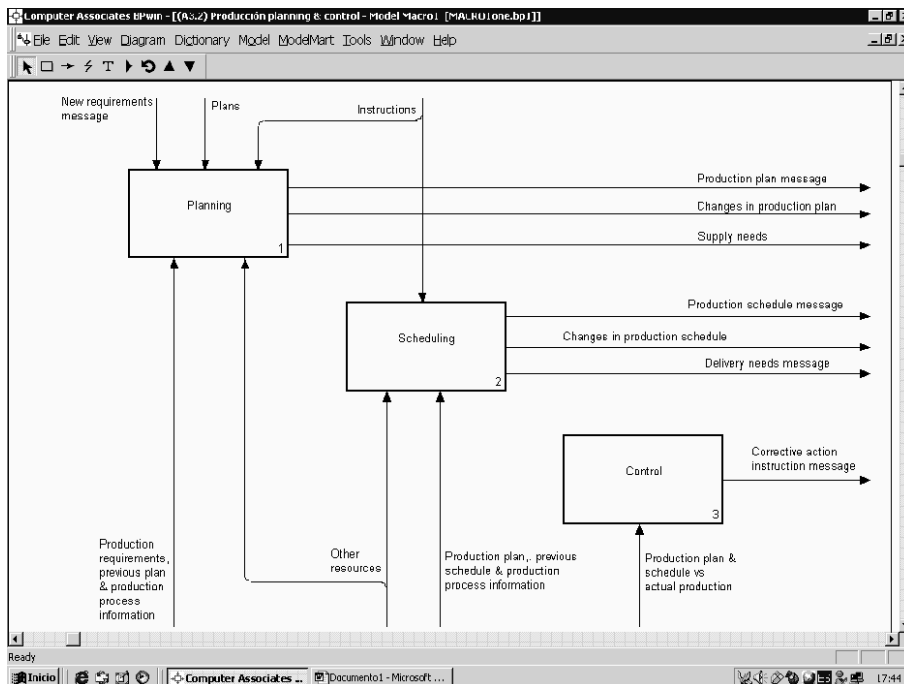 Computer Associates BPwin - [(A3.2) Producción planning & control - Model Macro1 [MACRO1one.bp1]]
File Edit View Diagram Dictionary Model ModelMart Tools Window Help
New requirements
message
Plans
Instructions
Planning
1
Production plan message
Changes in production plan
Supply needs
Scheduling
2
Production schedule message
Changes in production schedule
Delivery needs message
Control
3
Corrective action
instruction message
Production
requirements,
previous plan
& production
process
information
Other
resources
Production plan,. previous
schedule & production
process information
Production plan &
schedule vs
actual production
Ready
Inicio
Computer Associates ...
Documento1 - Microsoft ...
ES
17:44